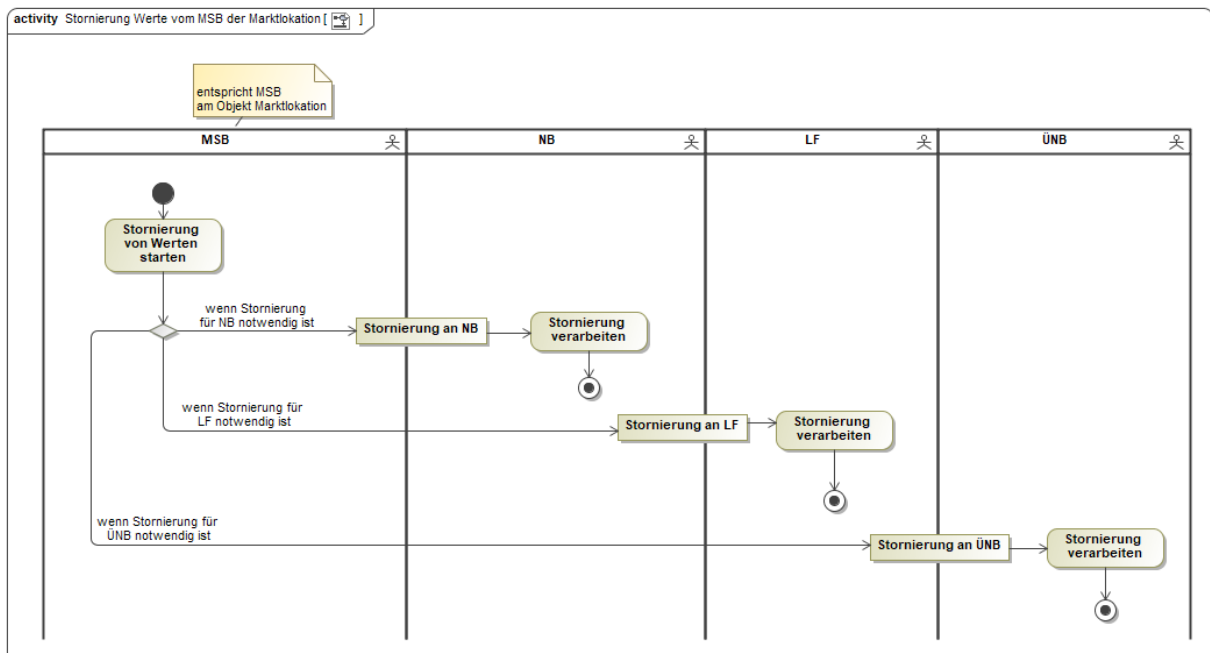 activity Stornierung Werte vom MSB der Marktlokation [ ]
entspricht MSB
am Objekt Marktlokation
MSB
NB
LF
ÜNB
Stornierung
von Werten
starten
wenn Stornierung
für NB notwendig ist
Stornierung an NB
Stornierung
verarbeiten
wenn Stornierung für
LF notwendig ist
Stornierung an LF
Stornierung
verarbeiten
wenn Stornierung für
ÜNB notwendig ist
Stornierung an ÜNB
Stornierung
verarbeiten